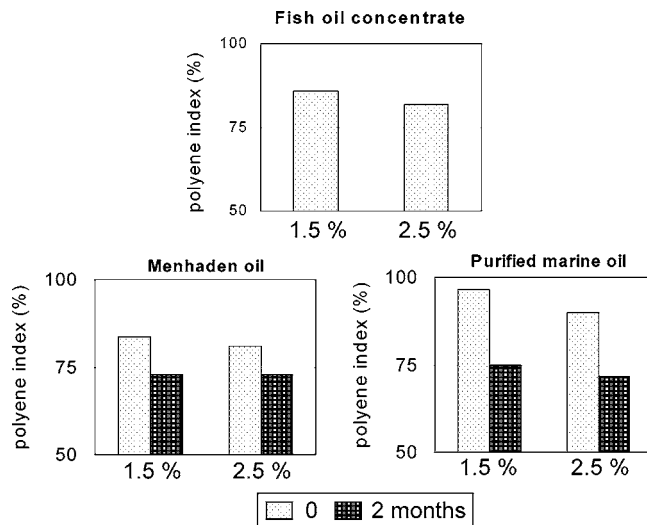 Fish oil concentrate
polyene index (%)
100
75
50
1.5 %
2.5 %
Menhaden oil
polyene index (%)
100
75
50
1.5 %
2.5 %
Purified marine oil
polyene index (%)
100
75
50
1.5 %
2.5 %
0
2 months